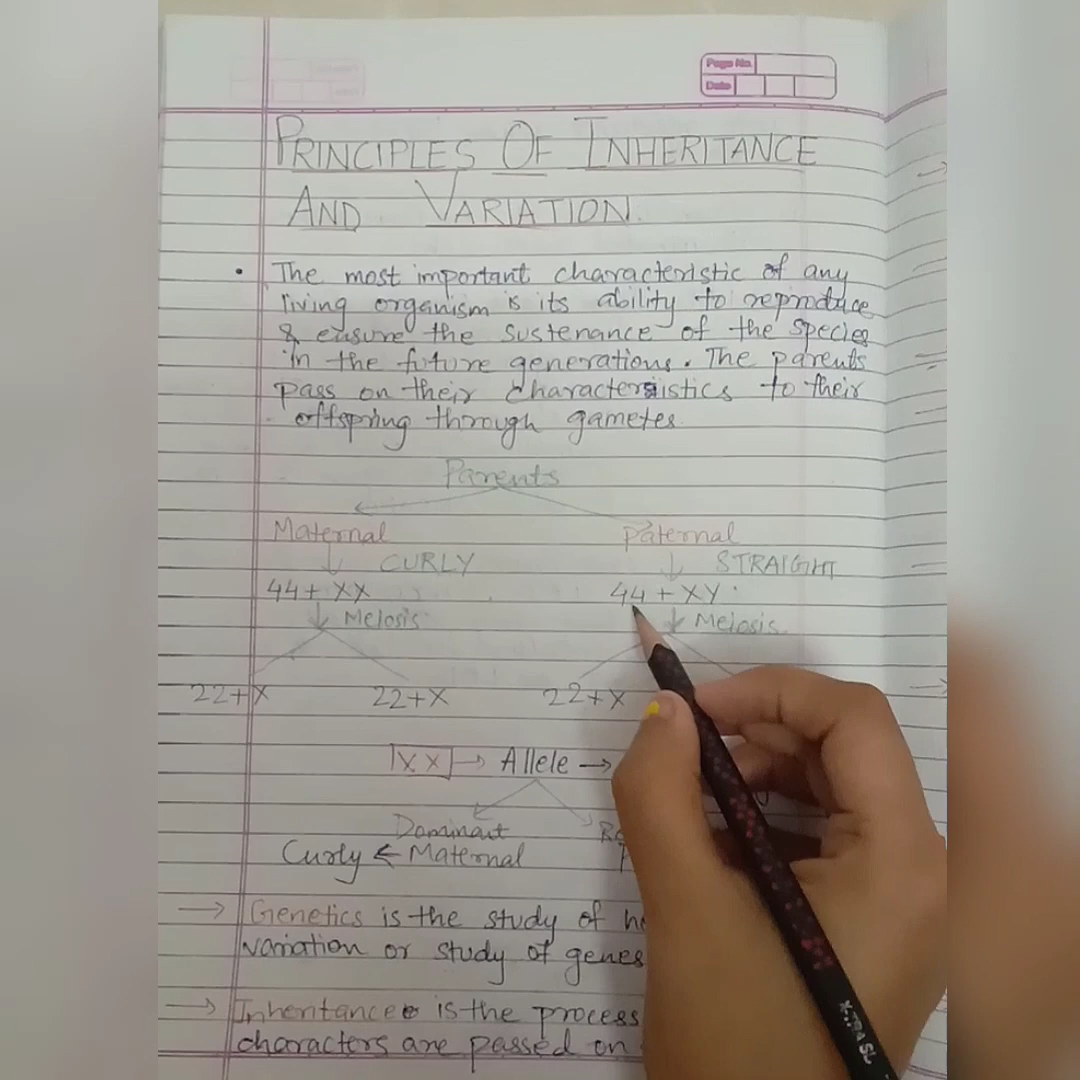 Page No.
Date
PRINCIPLES OF INHERITANCE
AND VARIATION.
• The most important characteristic of any
living organism is its ability to reproduce
& ensure the sustenance of the species
in the future generations. The parents
pass on their characteristics to their
offspring through gametes.
Parents
Maternal Paternal
CURLY STRAIGHT
44+XX 44+XY
Meiosis Meiosis
22+X 22+X 22+X
XX → Allele →
Dominant
Curly ← Maternal
→ Genetics is the study of
variation or study of genes
→ Inheritance is the process
characters are passed on
X-TRA